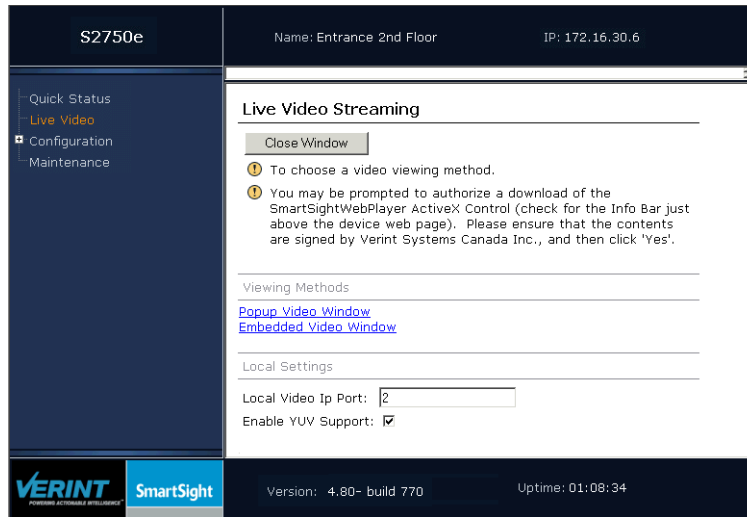 S2750e
Name: Entrance 2nd Floor
IP: 172.16.30.6
Quick Status
Live Video
Configuration
Maintenance
Live Video Streaming
Close Window
To choose a video viewing method.
You may be prompted to authorize a download of the
SmartSightWebPlayer ActiveX Control (check for the Info Bar just
above the device web page). Please ensure that the contents
are signed by Verint Systems Canada Inc., and then click 'Yes'.
Viewing Methods
Popup Video Window
Embedded Video Window
Local Settings
Local Video Ip Port: 2
Enable YUV Support:
VERINT
POWERING ACTIONABLE INTELLIGENCE
SmartSight
Version: 4.80- build 770
Uptime: 01:08:34